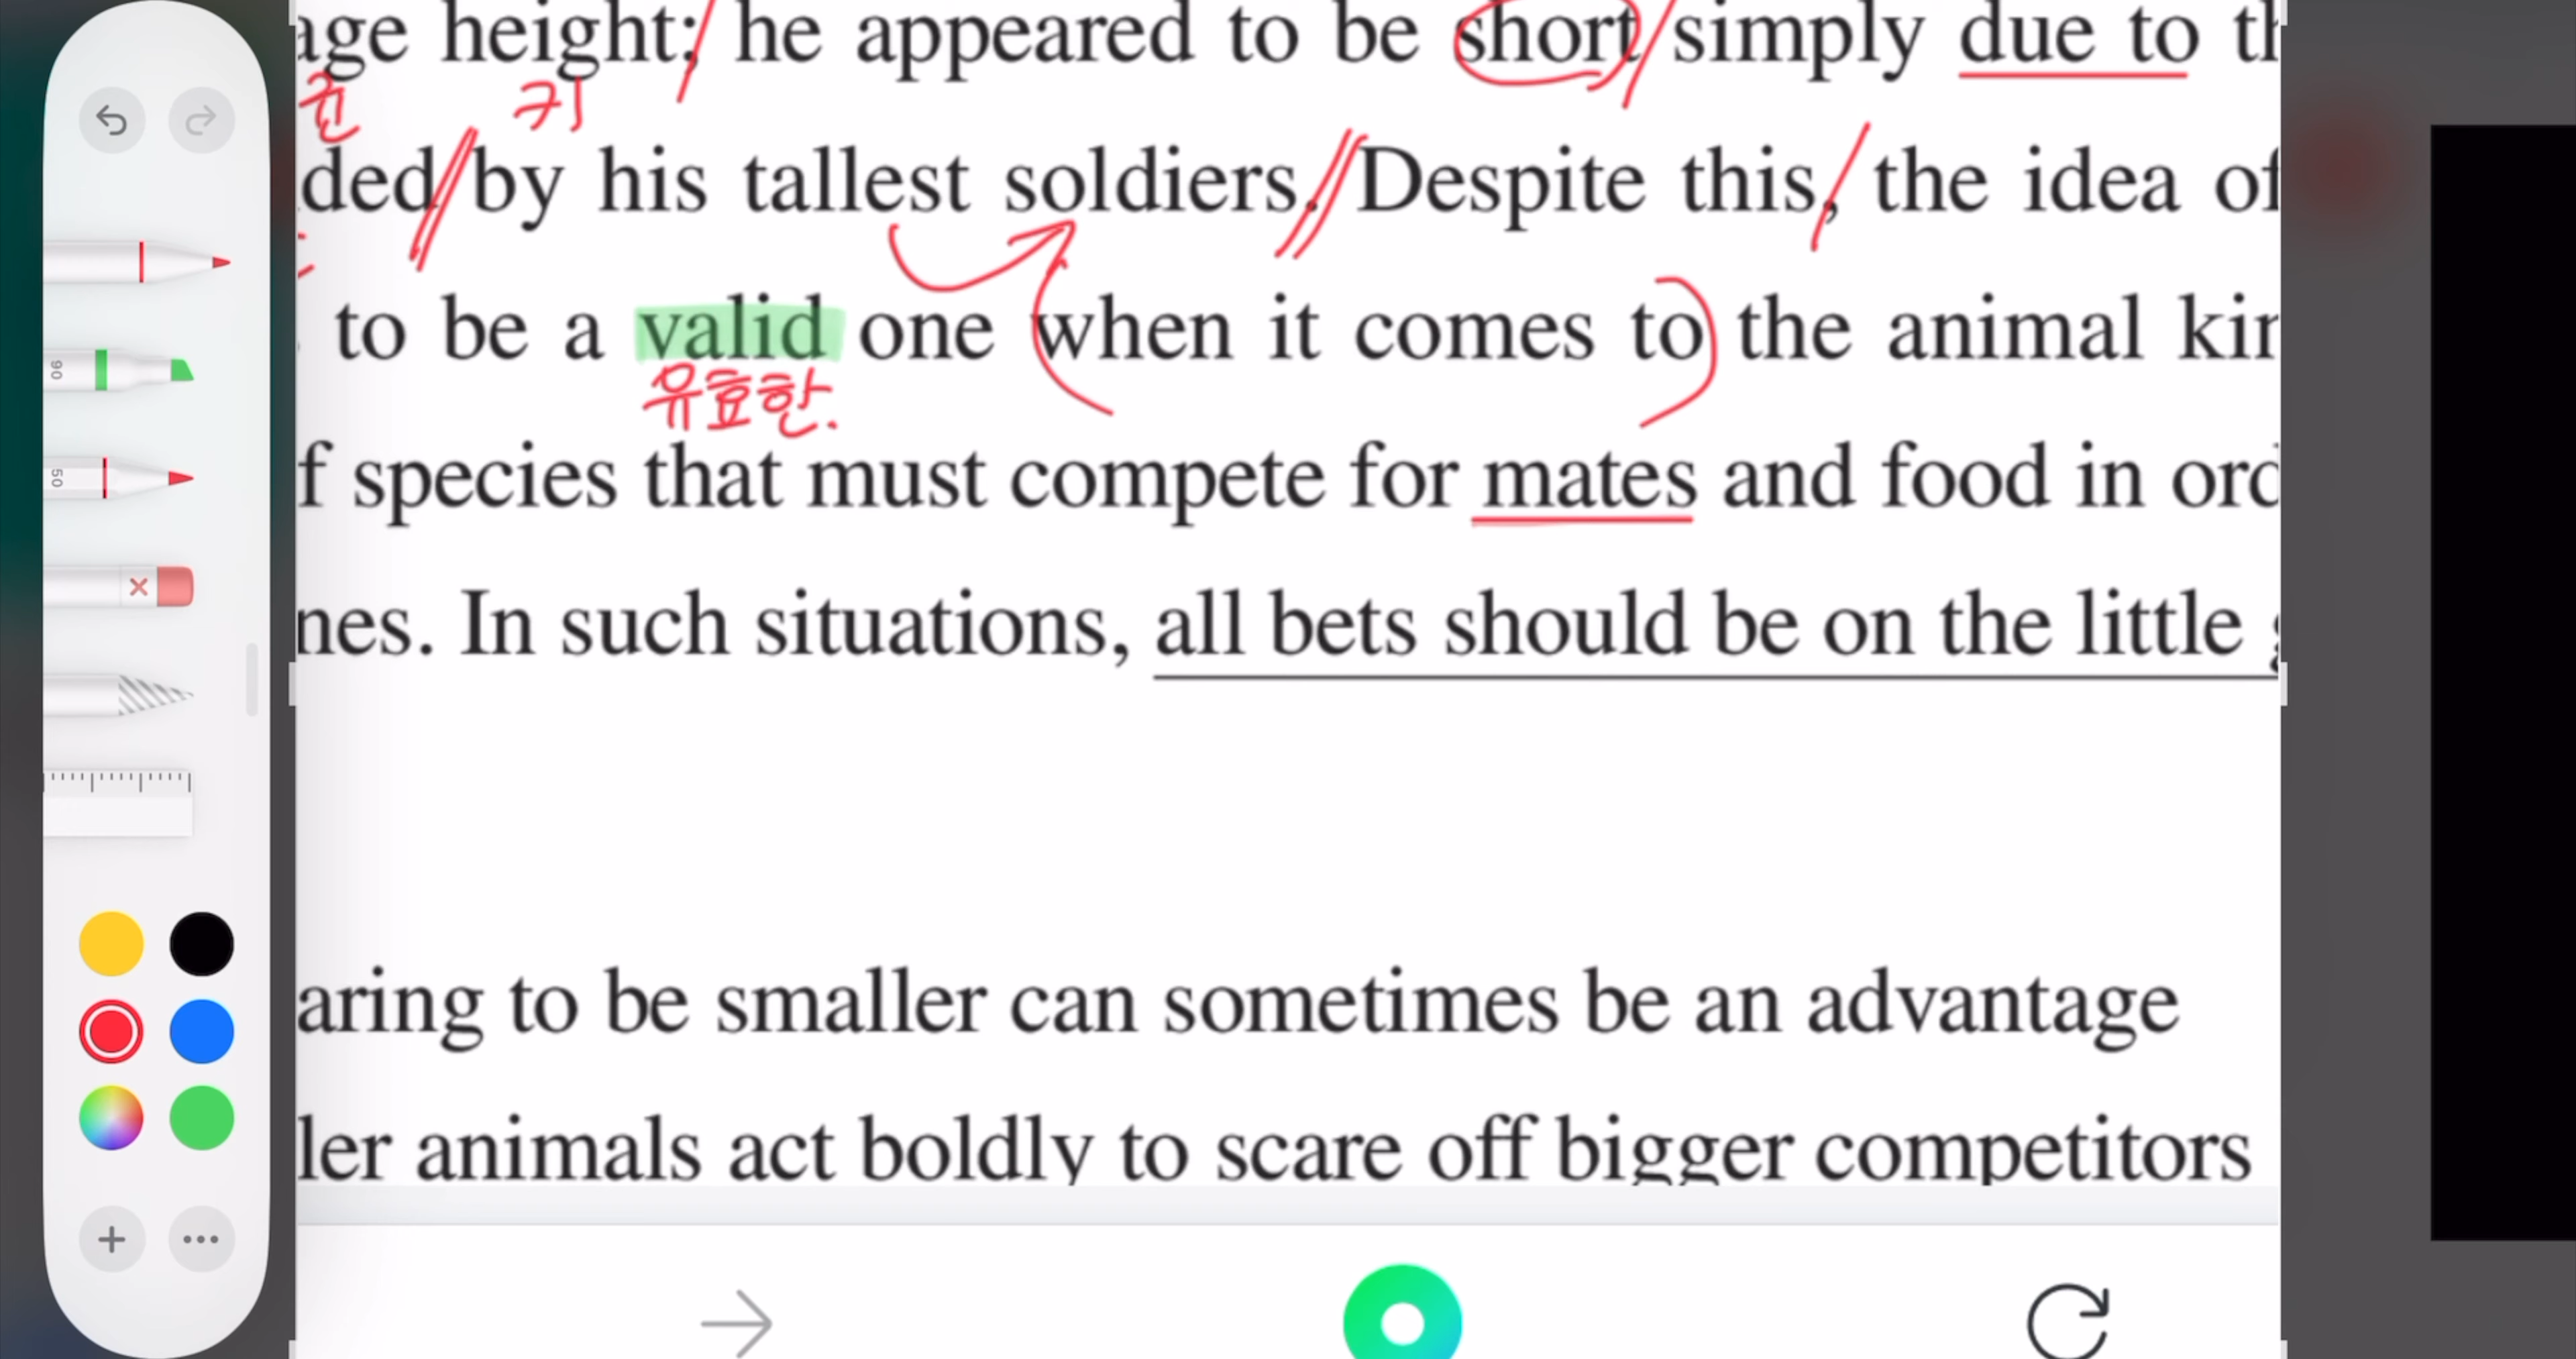 age height; he appeared to be short simply due to th
균 키
ded by his tallest soldiers. Despite this, the idea of
to be a valid one when it comes to the animal kin
유효한.
f species that must compete for mates and food in ord
nes. In such situations, all bets should be on the little g
aring to be smaller can sometimes be an advantage
ler animals act boldly to scare off bigger competitors
90
50